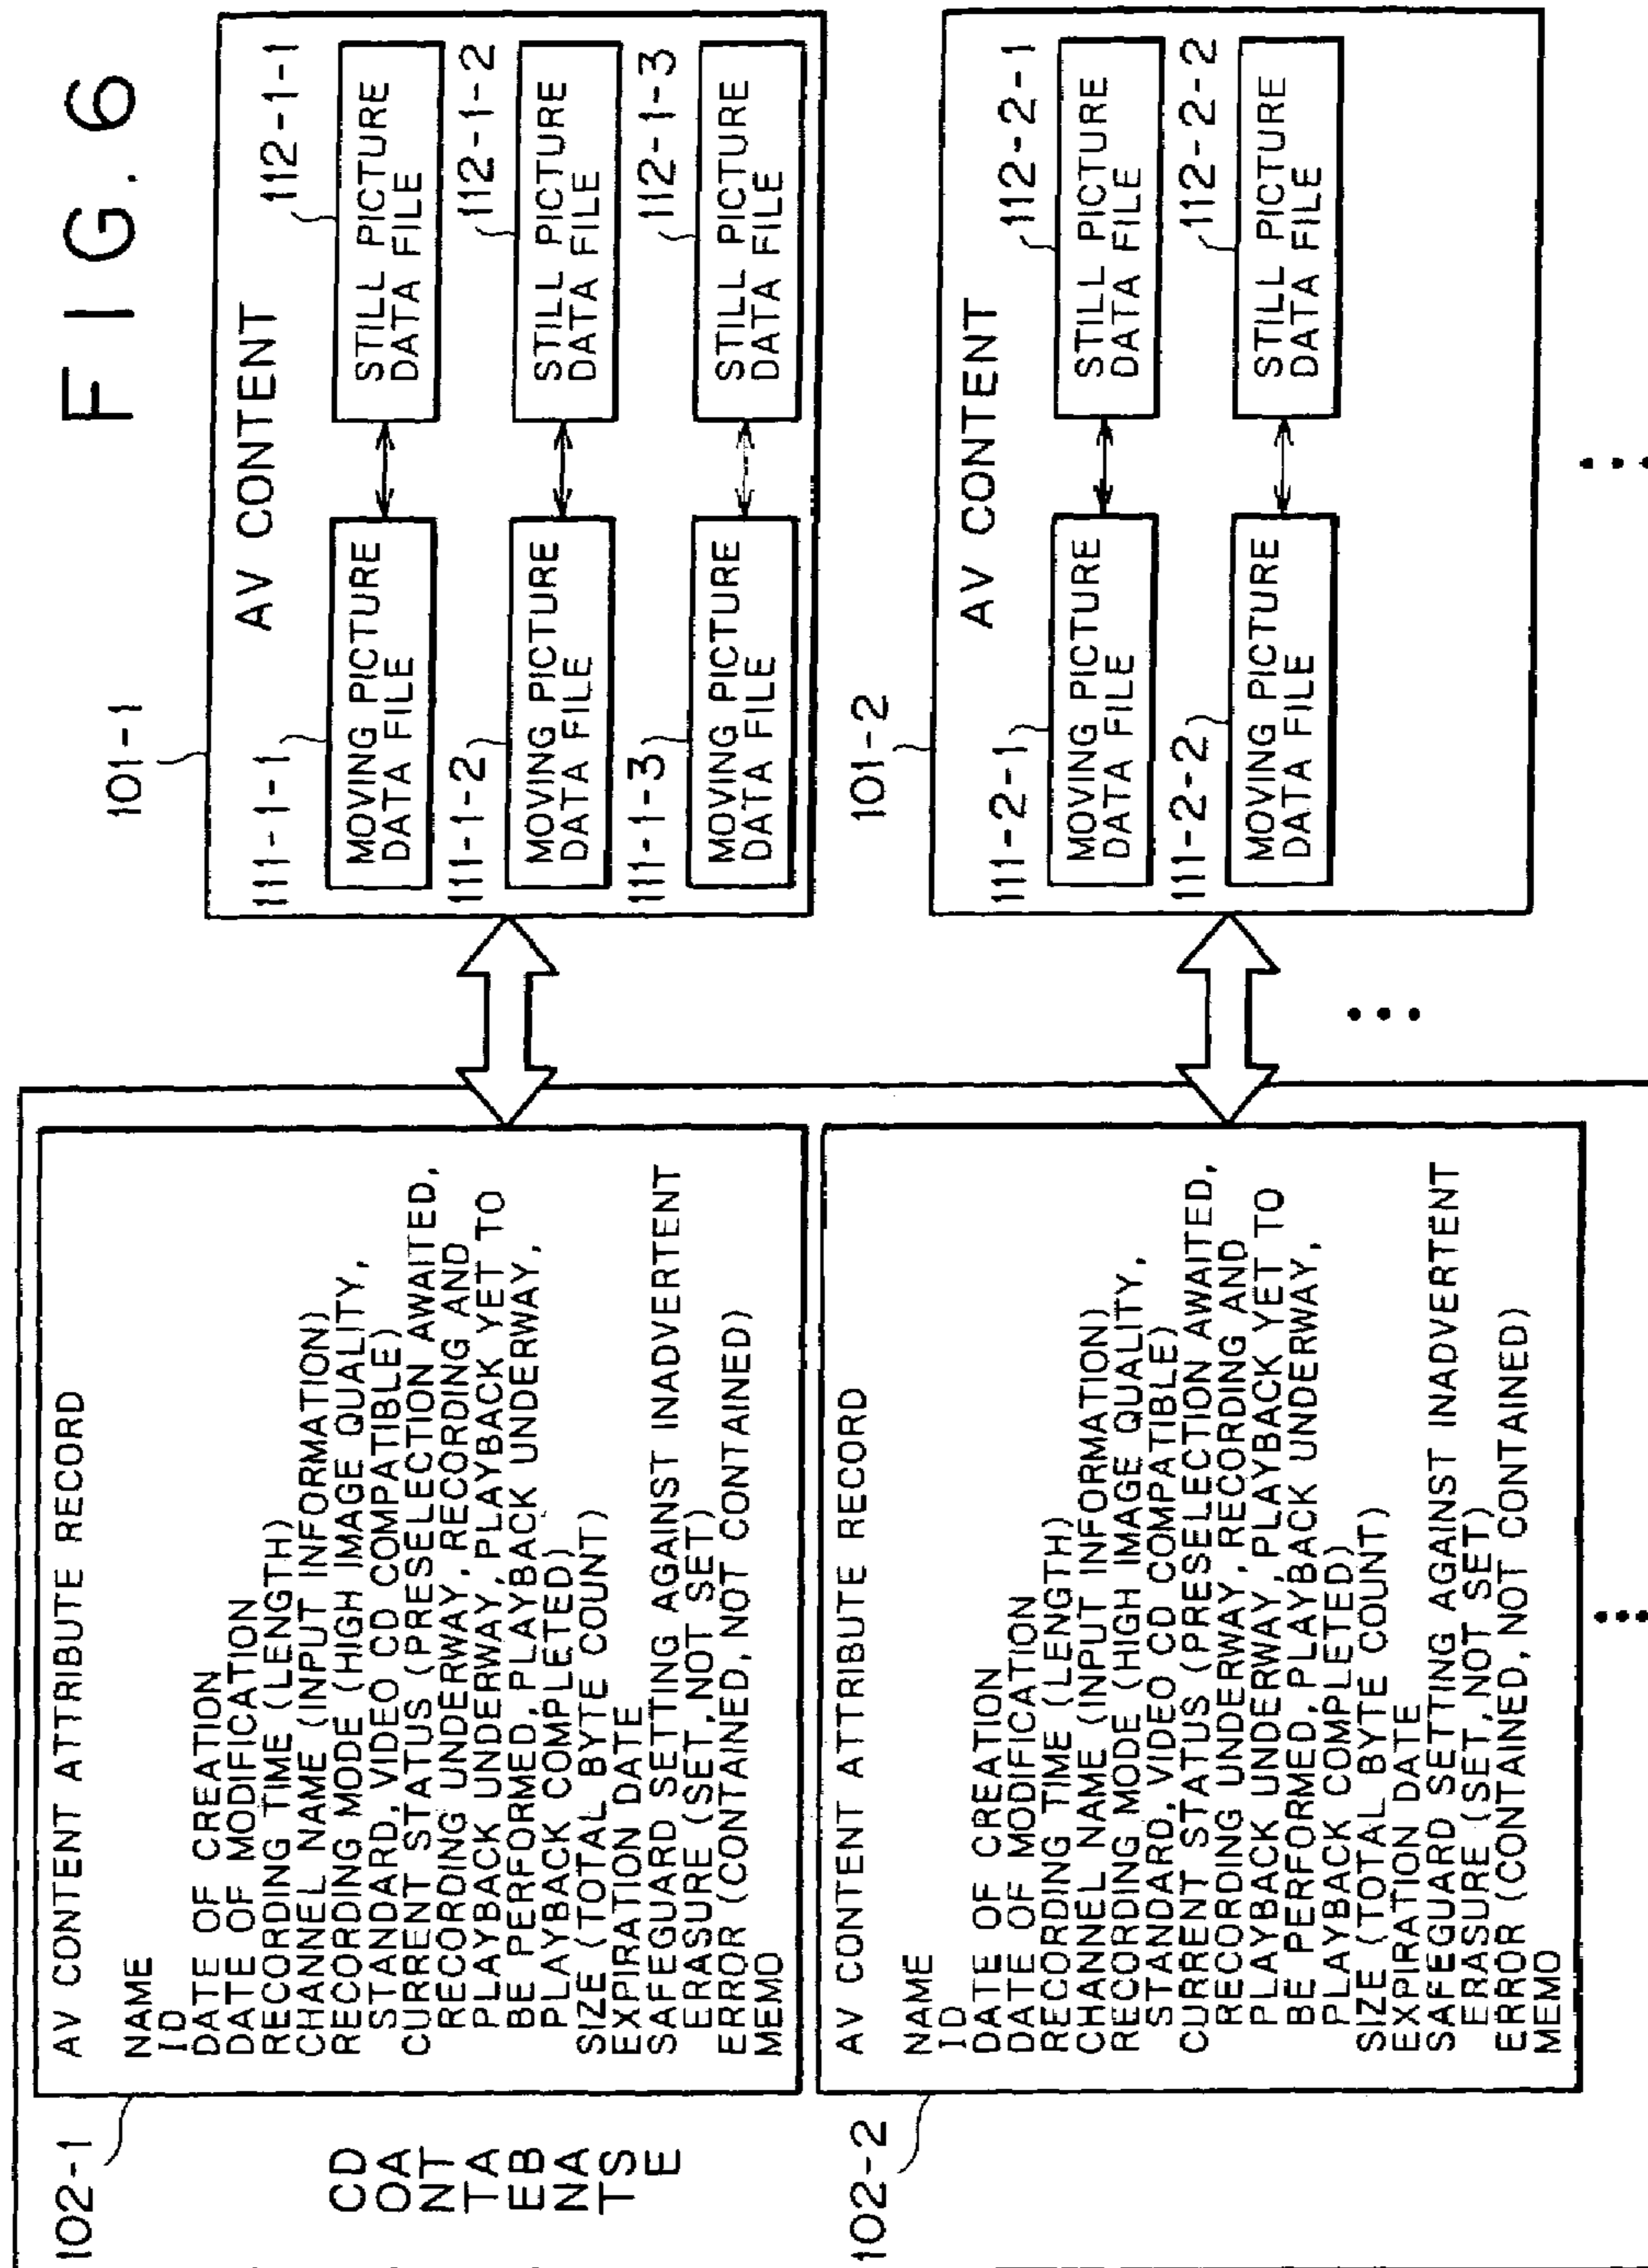 FIG. 6
102-1
AV CONTENT ATTRIBUTE RECORD
NAME
ID
DATE OF CREATION
DATE OF MODIFICATION
RECORDING TIME (LENGTH)
CHANNEL NAME (INPUT INFORMATION)
RECORDING MODE (HIGH IMAGE QUALITY,
STANDARD, VIDEO CD COMPATIBLE)
CURRENT STATUS (PRESELECTION AWAITED,
RECORDING UNDERWAY, RECORDING AND
PLAYBACK UNDERWAY, PLAYBACK YET TO
BE PERFORMED, PLAYBACK UNDERWAY,
PLAYBACK COMPLETED)
SIZE (TOTAL BYTE COUNT)
EXPIRATION DATE
SAFEGUARD SETTING AGAINST INADVERTENT
ERASURE (SET, NOT SET)
ERROR (CONTAINED, NOT CONTAINED)
MEMO
CD
OA
NT
TA
EB
NA
TS
E
101-1
AV CONTENT
111-1-1
MOVING PICTURE
DATA FILE
112-1-1
STILL PICTURE
DATA FILE
111-1-2
MOVING PICTURE
DATA FILE
112-1-2
STILL PICTURE
DATA FILE
111-1-3
MOVING PICTURE
DATA FILE
112-1-3
STILL PICTURE
DATA FILE
102-2
AV CONTENT ATTRIBUTE RECORD
NAME
ID
DATE OF CREATION
DATE OF MODIFICATION
RECORDING TIME (LENGTH)
CHANNEL NAME (INPUT INFORMATION)
RECORDING MODE (HIGH IMAGE QUALITY,
STANDARD, VIDEO CD COMPATIBLE)
CURRENT STATUS (PRESELECTION AWAITED,
RECORDING UNDERWAY, RECORDING AND
PLAYBACK UNDERWAY, PLAYBACK YET TO
BE PERFORMED, PLAYBACK UNDERWAY,
PLAYBACK COMPLETED)
SIZE (TOTAL BYTE COUNT)
EXPIRATION DATE
SAFEGUARD SETTING AGAINST INADVERTENT
ERASURE (SET, NOT SET)
ERROR (CONTAINED, NOT CONTAINED)
MEMO
101-2
AV CONTENT
111-2-1
MOVING PICTURE
DATA FILE
112-2-1
STILL PICTURE
DATA FILE
111-2-2
MOVING PICTURE
DATA FILE
112-2-2
STILL PICTURE
DATA FILE